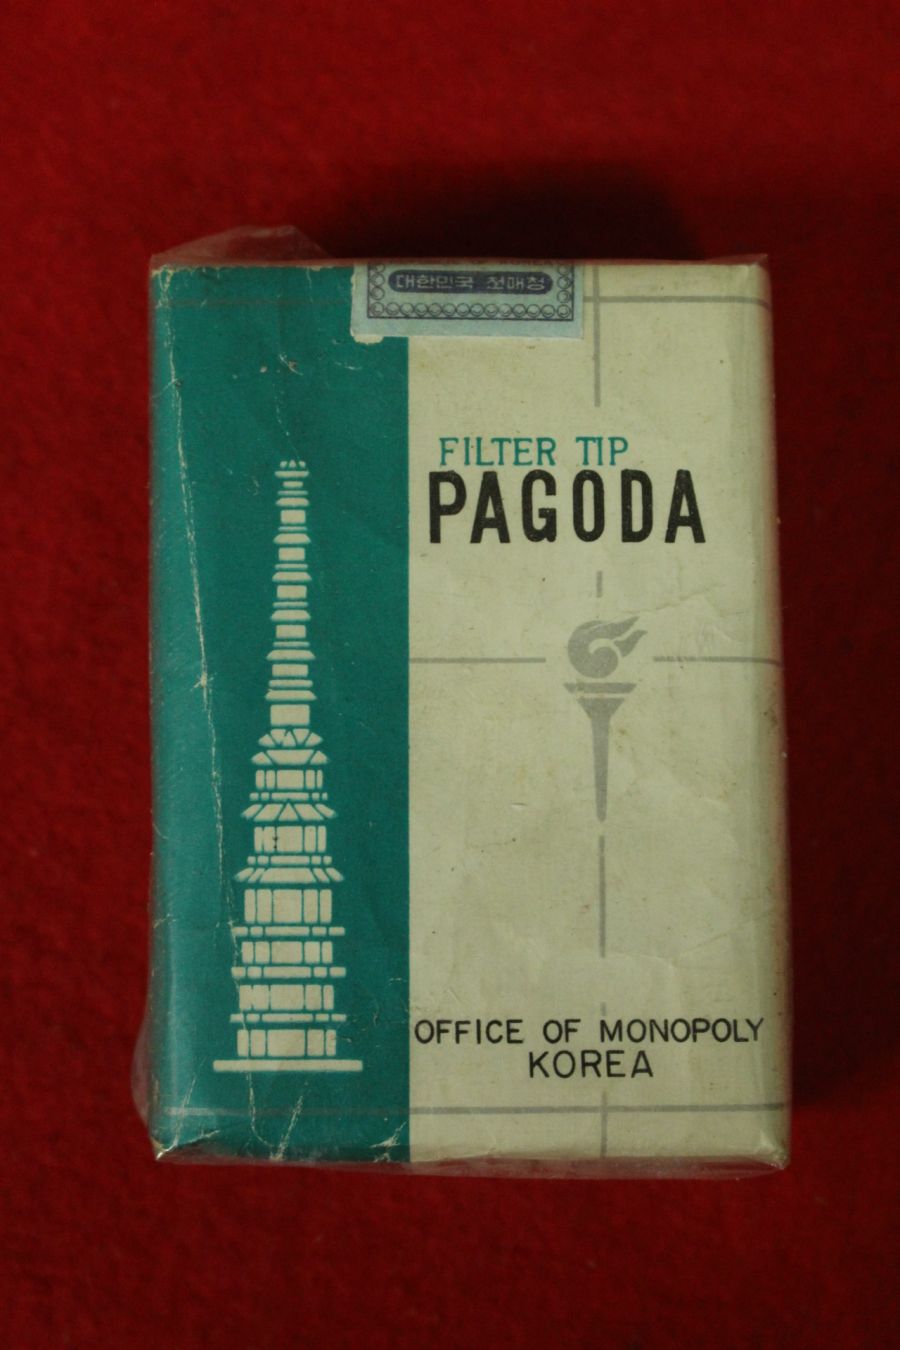 대한민국 전매청
FILTER TIP
PAGODA
OFFICE OF MONOPOLY
KOREA